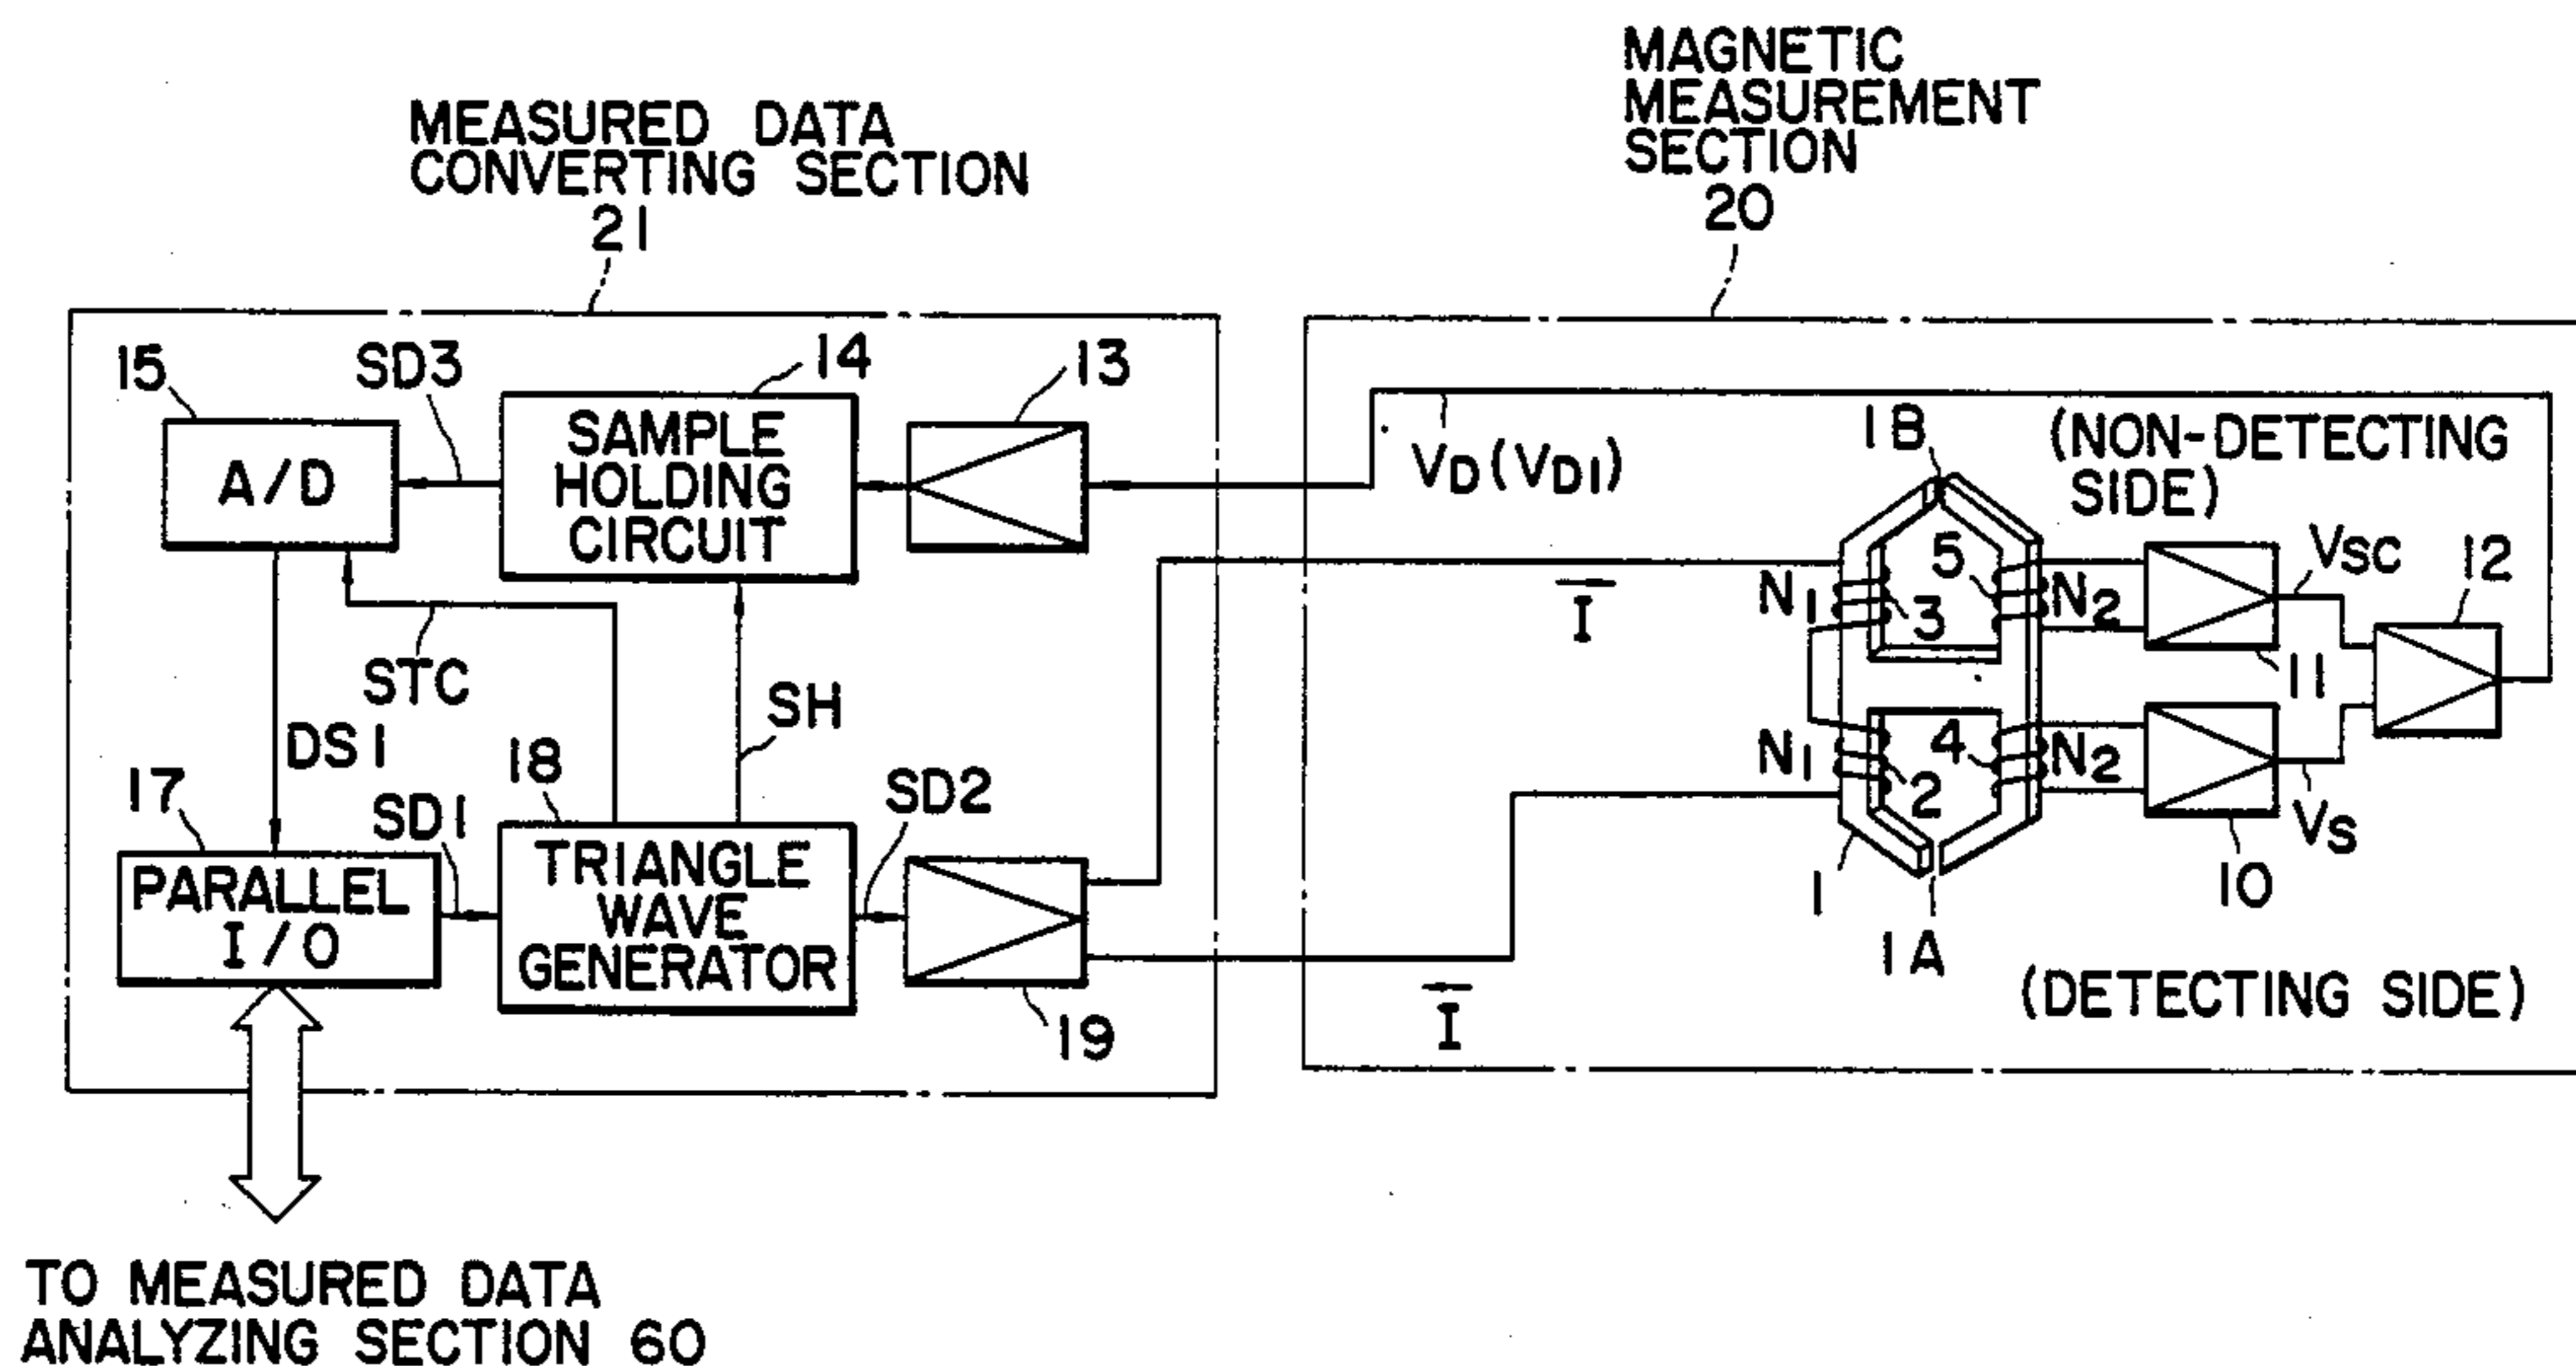 MAGNETIC
MEASUREMENT
SECTION
20
MEASURED DATA
CONVERTING SECTION
21
15
SD3
14
13
A/D
SAMPLE
HOLDING
CIRCUIT
VD (VD1)
1B
(NON-DETECTING
SIDE)
STC
SH
DS1
I
N1
3
5
N2
VSC
12
11
N1
2
4
N2
VS
10
17
SD1
18
SD2
PARALLEL
I/O
TRIANGLE
WAVE
GENERATOR
19
I
1
1A
(DETECTING SIDE)
TO MEASURED DATA
ANALYZING SECTION 60